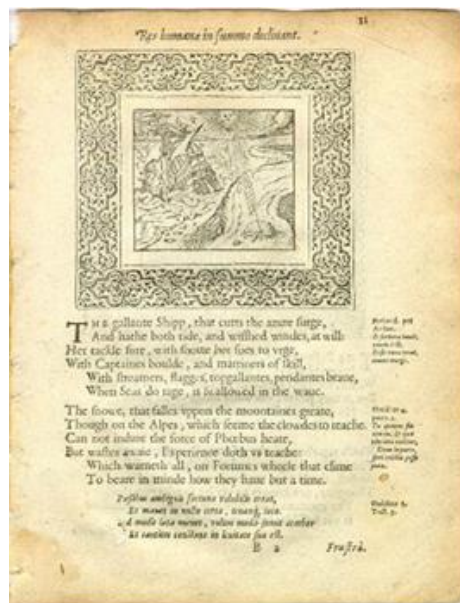 11
Res humanæ in summo declinant.
THE gallante Shipp, that cutts the azure surge,
And hathe both tide, and wisshed windes, at will:
Her tackle sure, with shotte her foes to vrge,
With Captaines boulde, and marriners of skill,
With streamers, flagges, topgallantes, pendantes braue,
When Seas do rage, is swallowed in the waue.
The snowe, that falles vppon the mountaines greate,
Though on the Alpes, which seeme the clowdes to reache,
Can not indure the force of Phœbus heate,
But wastes awaie, Experience doth vs teache:
Which warneth all, on Fortunes wheele that clime
To beare in minde how they haue but a time.
Passibus ambiguis fortuna volubilis errat,
Et manet in nullo certa, tenaxq́, loco.
Sed modo læta manet, vultus modo sumit acerbos
Et tantùm constans in leuitate sua est.
B 2
Frustrà.